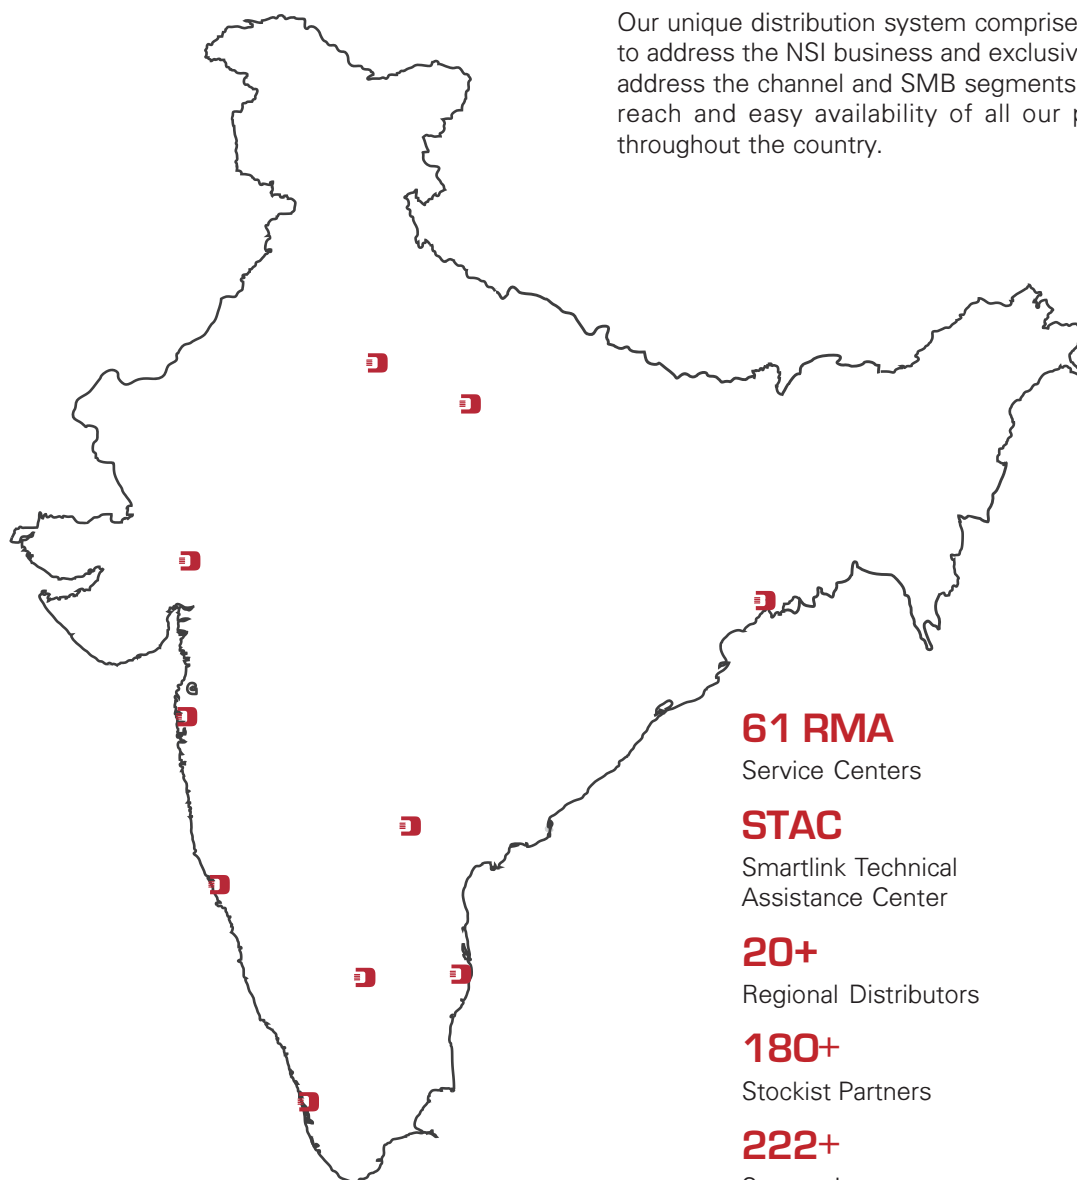 Our unique distribution system comprise
to address the NSI business and exclusiv
address the channel and SMB segments
reach and easy availability of all our p
throughout the country.
61 RMA
Service Centers
STAC
Smartlink Technical
Assistance Center
20+
Regional Distributors
180+
Stockist Partners
222+